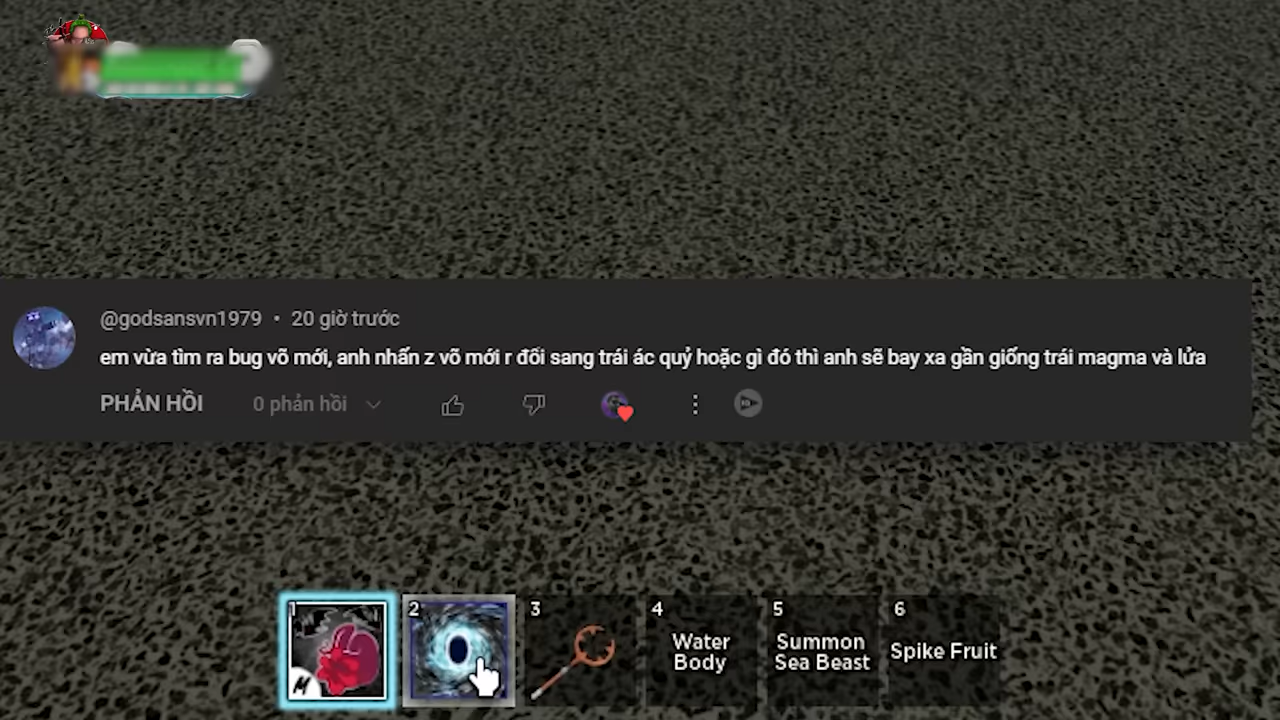 @godsansvn1979 • 20 giờ trước
em vừa tìm ra bug võ mới, anh nhấn z võ mới r đổi sang trái ác quỷ hoặc gì đó thì anh sẽ bay xa gần giống trái magma và lửa
PHẢN HỒI 0 phản hồi
1 2 3 4 5 6
M
Water
Body
Summon
Sea Beast
Spike Fruit